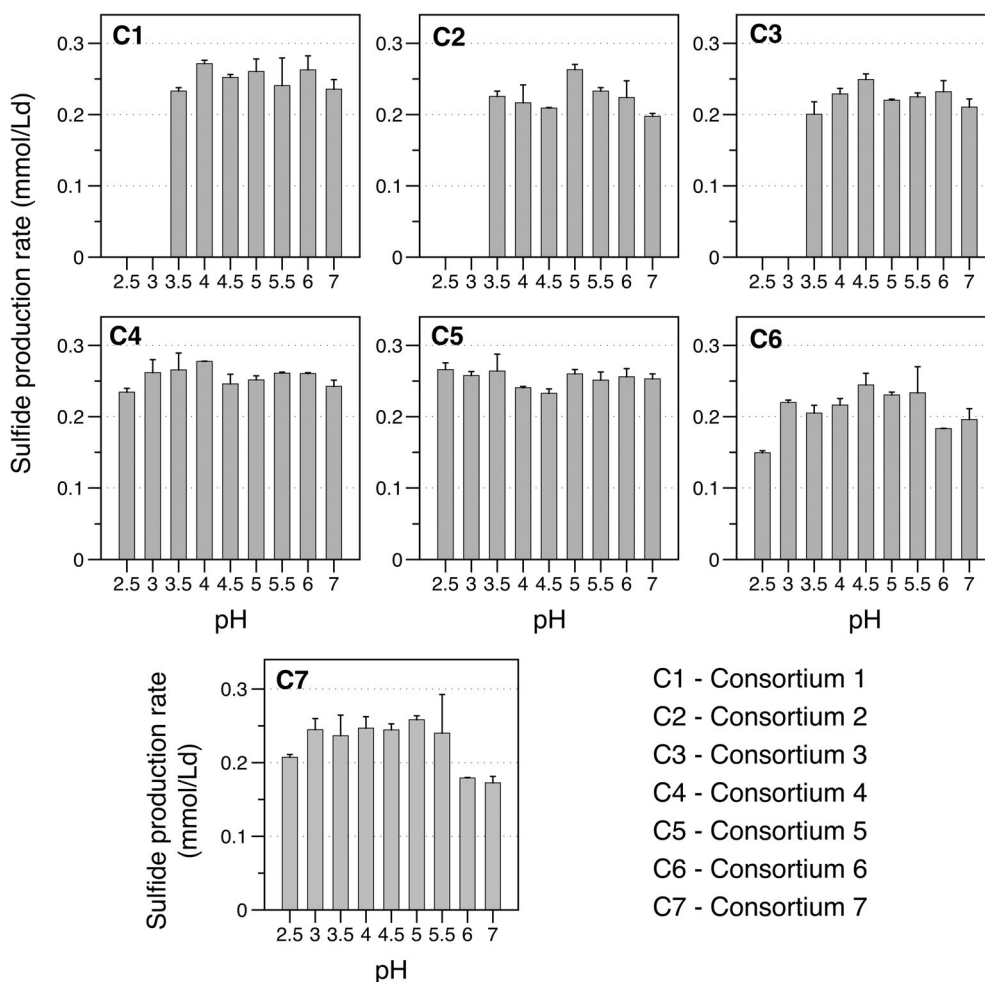 C1
C2
C3
Sulfide production rate (mmol/Ld)
0.3
0.2
0.1
0
2.5 3 3.5 4 4.5 5 5.5 6 7
0.3
0.2
0.1
0
2.5 3 3.5 4 4.5 5 5.5 6 7
0.3
0.2
0.1
0
2.5 3 3.5 4 4.5 5 5.5 6 7
C4
C5
C6
0.3
0.2
0.1
0
2.5 3 3.5 4 4.5 5 5.5 6 7
pH
0.3
0.2
0.1
0
2.5 3 3.5 4 4.5 5 5.5 6 7
pH
0.3
0.2
0.1
0
2.5 3 3.5 4 4.5 5 5.5 6 7
pH
C7
Sulfide production rate
(mmol/Ld)
0.3
0.2
0.1
0
2.5 3 3.5 4 4.5 5 5.5 6 7
pH
C1 - Consortium 1
C2 - Consortium 2
C3 - Consortium 3
C4 - Consortium 4
C5 - Consortium 5
C6 - Consortium 6
C7 - Consortium 7